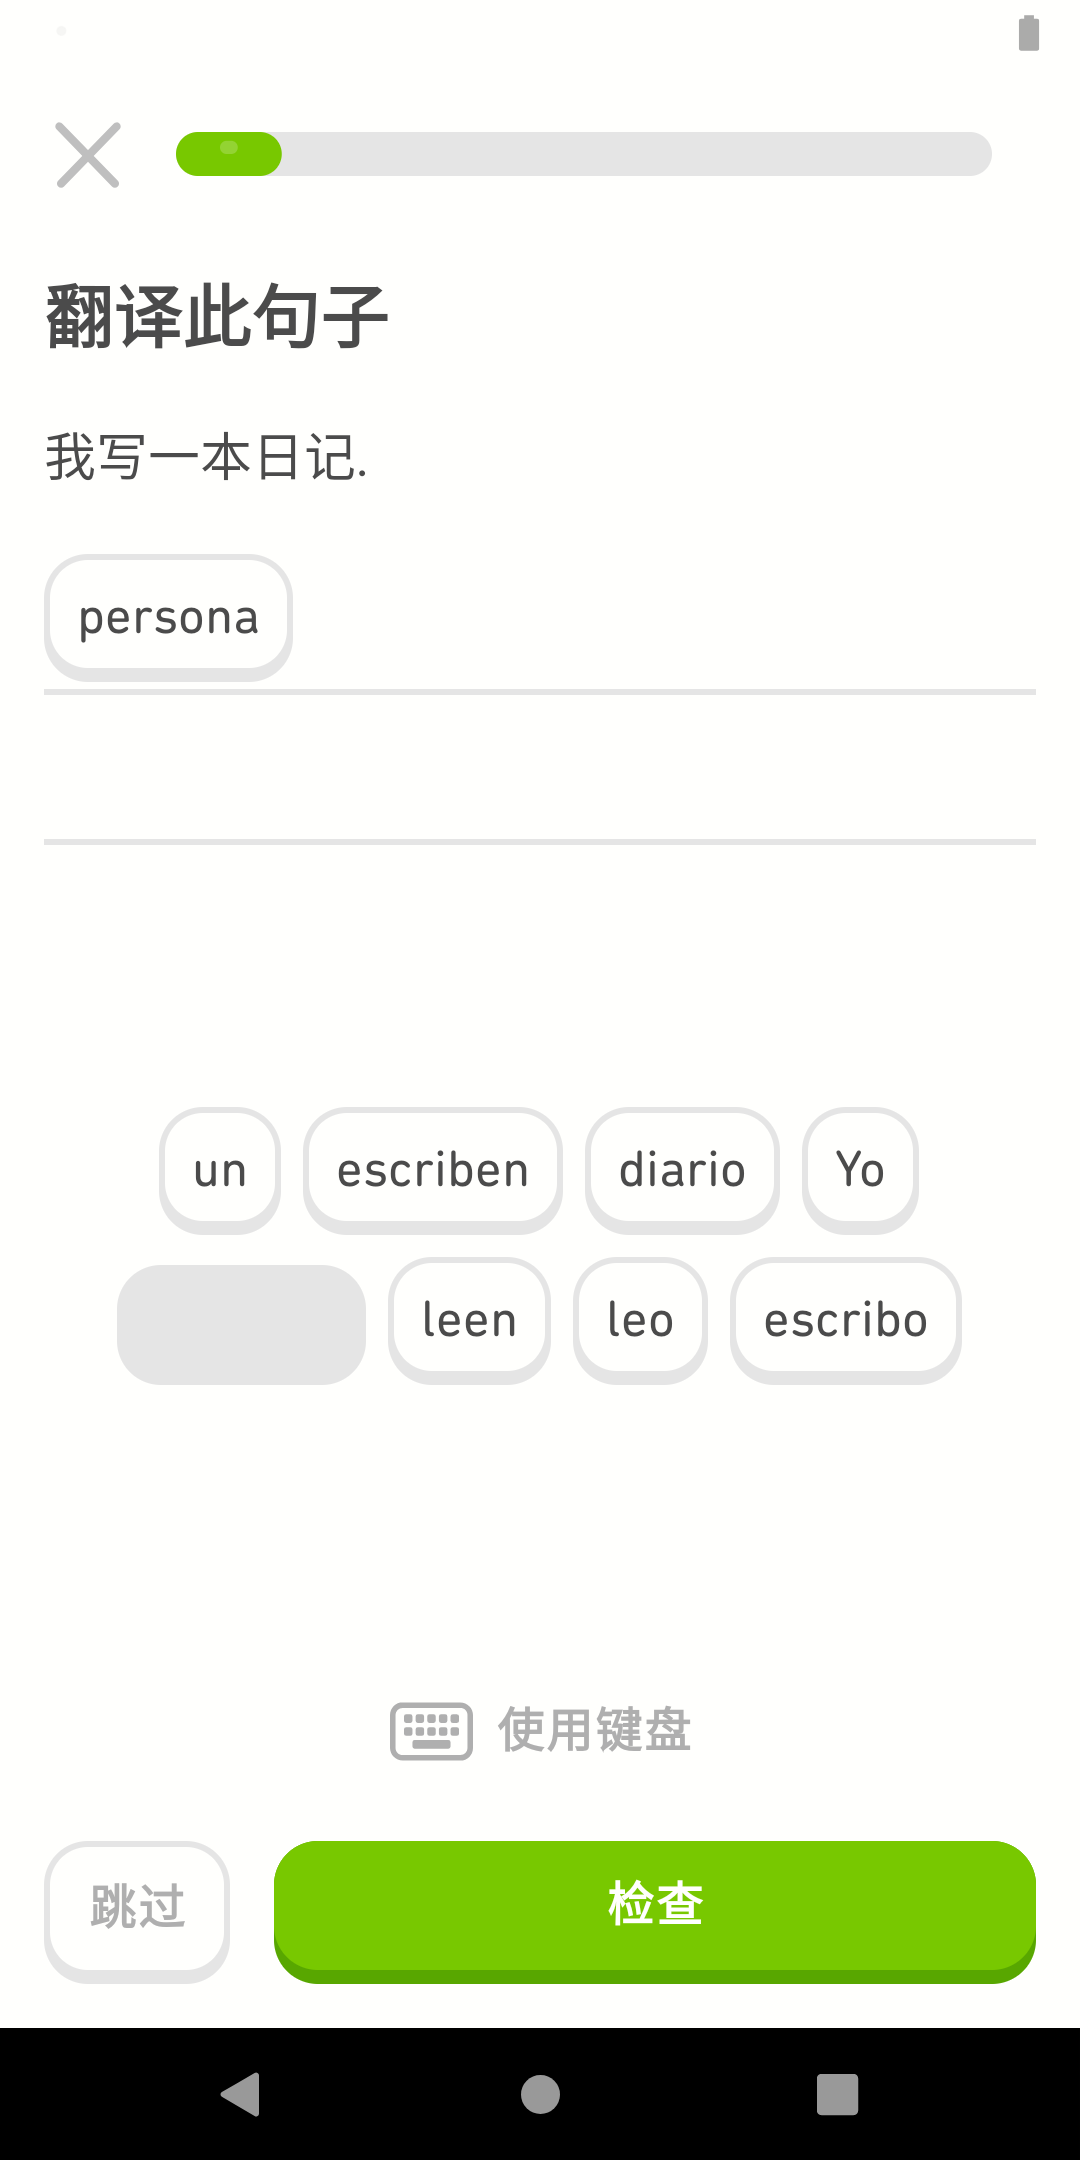 翻译此句子
我写一本日记.
persona
un escriben diario Yo
leen leo escribo
使用键盘
跳过 检查